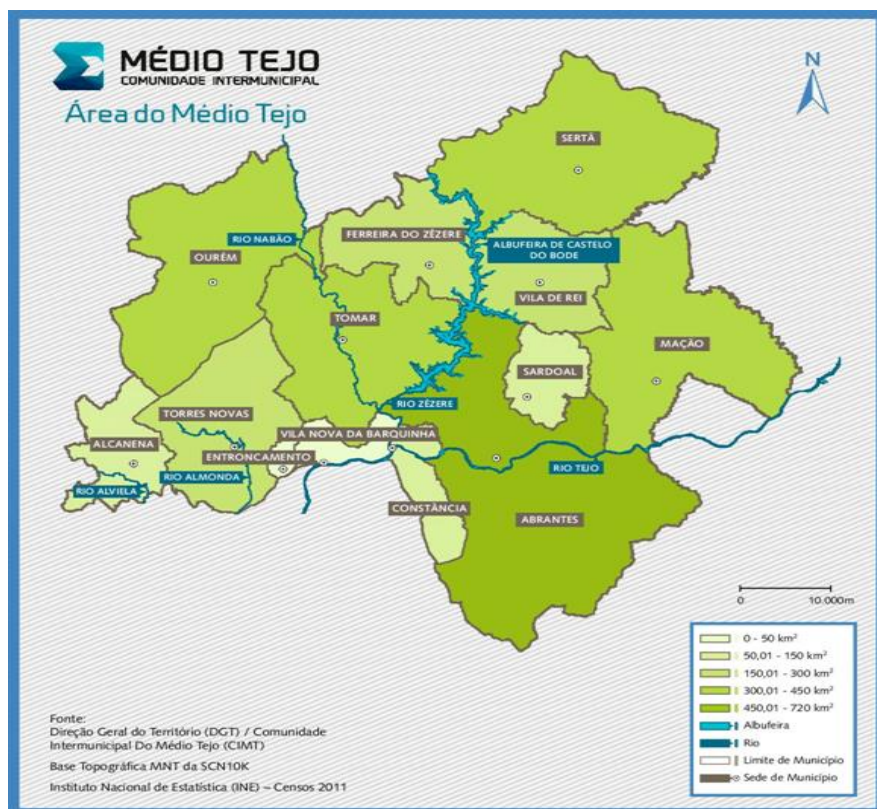 MÉDIO TEJO
COMUNIDADE INTERMUNICIPAL
Área do Médio Tejo
N
SERTÃ
RIO NABÃO
FERREIRA DO ZÊZERE
ALBUFEIRA DE CASTELO
DO BODE
OURÉM
VILA DE REI
TOMAR
MAÇÃO
SARDOAL
RIO ZÊZERE
TORRES NOVAS
VILA NOVA DA BARQUINHA
ALCANENA
ENTRONCAMENTO
RIO TEJO
RIO ALMONDA
RIO ALVIELA
CONSTÂNCIA
ABRANTES
0 10.000m
0 - 50 km²
50,01 - 150 km²
150,01 - 300 km²
300,01 - 450 km²
450,01 - 720 km²
Albufeira
Rio
Limite de Município
Sede de Município
Fonte:
Direção Geral do Território (DGT) / Comunidade
Intermunicipal Do Médio Tejo (CIMT)
Base Topográfica MNT da SCN10K
Instituto Nacional de Estatística (INE) – Censos 2011